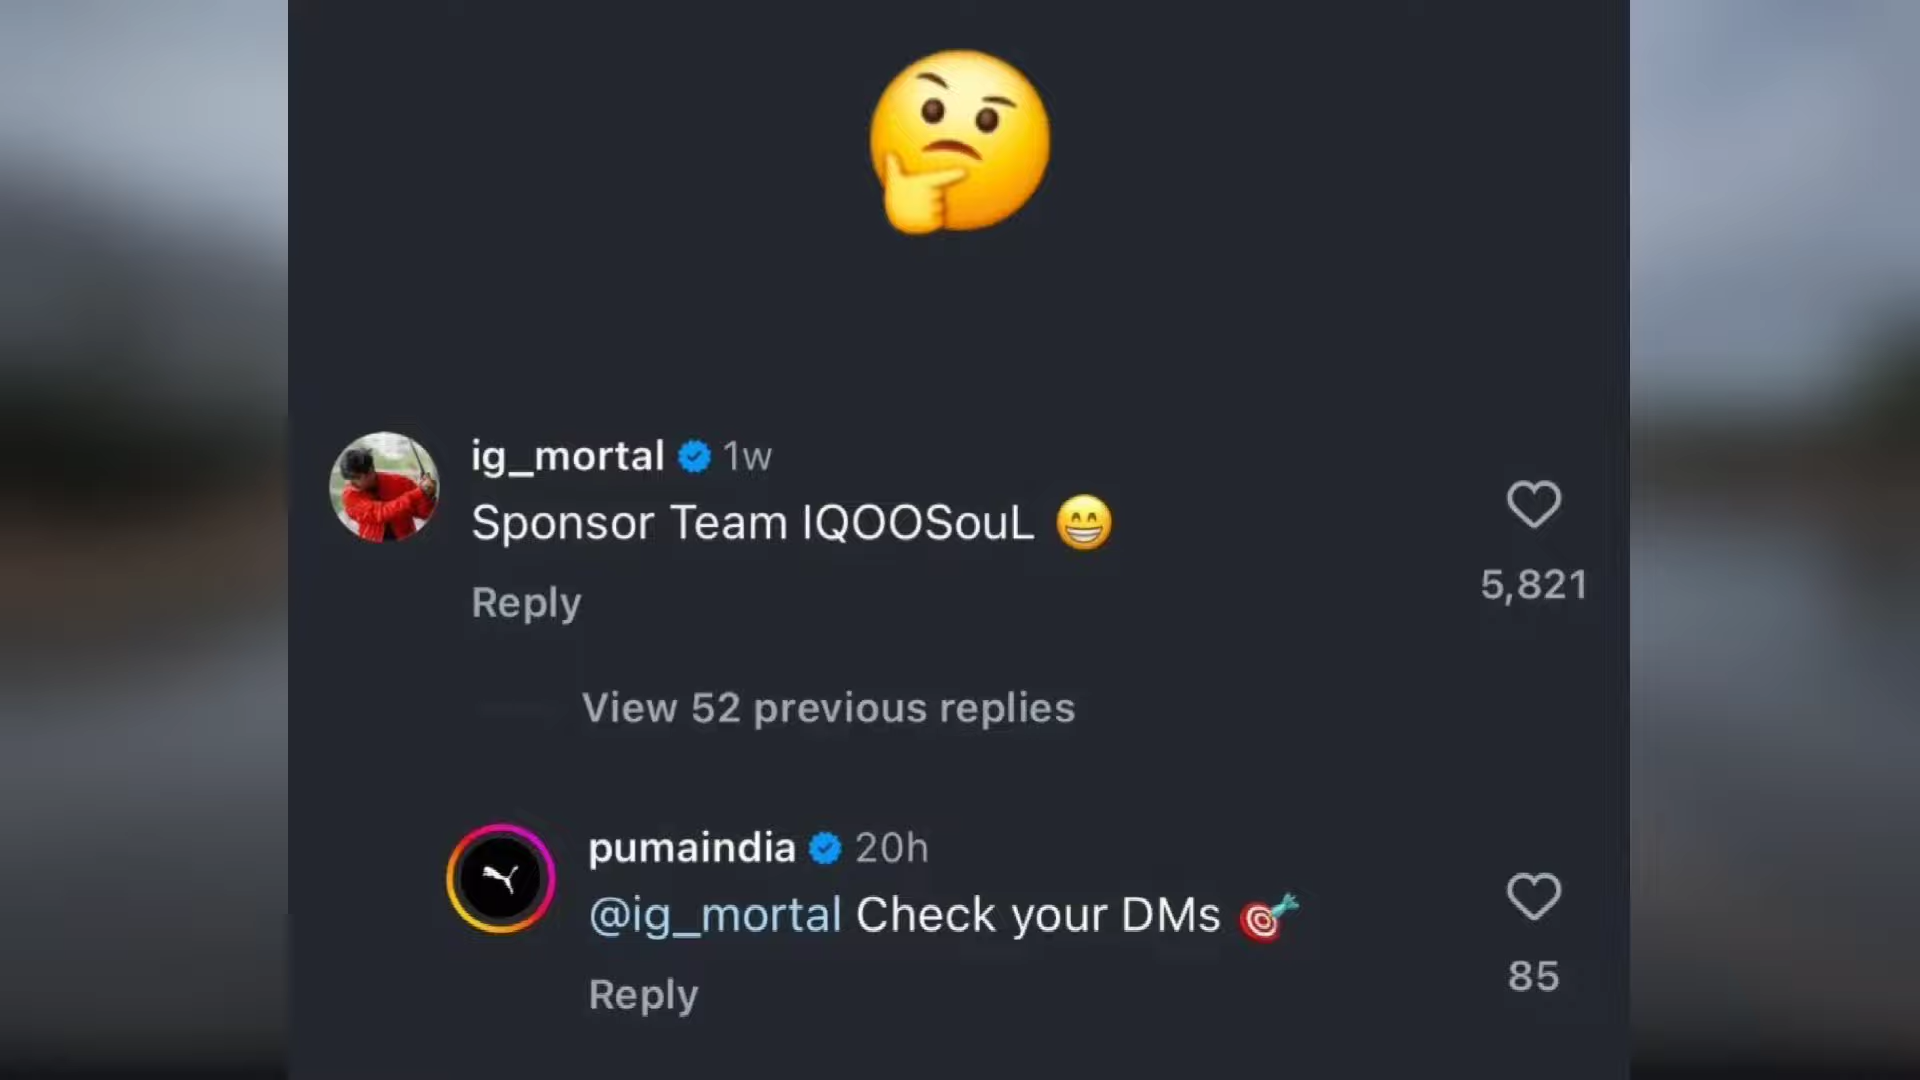 ig_mortal 1w
Sponsor Team IQOOSouL 😁
Reply
5,821
View 52 previous replies
pumaindia 20h
@ig_mortal Check your DMs 🎯
Reply
85